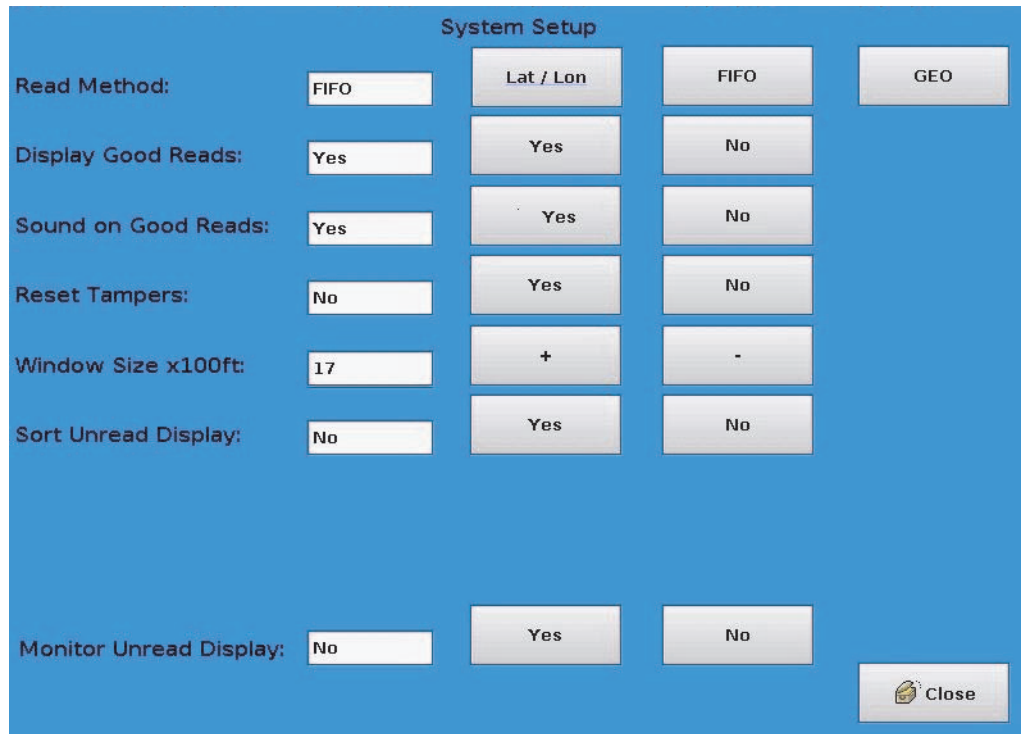 System Setup
Read Method: FIFO Lat / Lon FIFO GEO
Display Good Reads: Yes Yes No
Sound on Good Reads: Yes Yes No
Reset Tampers: No Yes No
Window Size x100ft: 17 + -
Sort Unread Display: No Yes No
Monitor Unread Display: No Yes No
Close